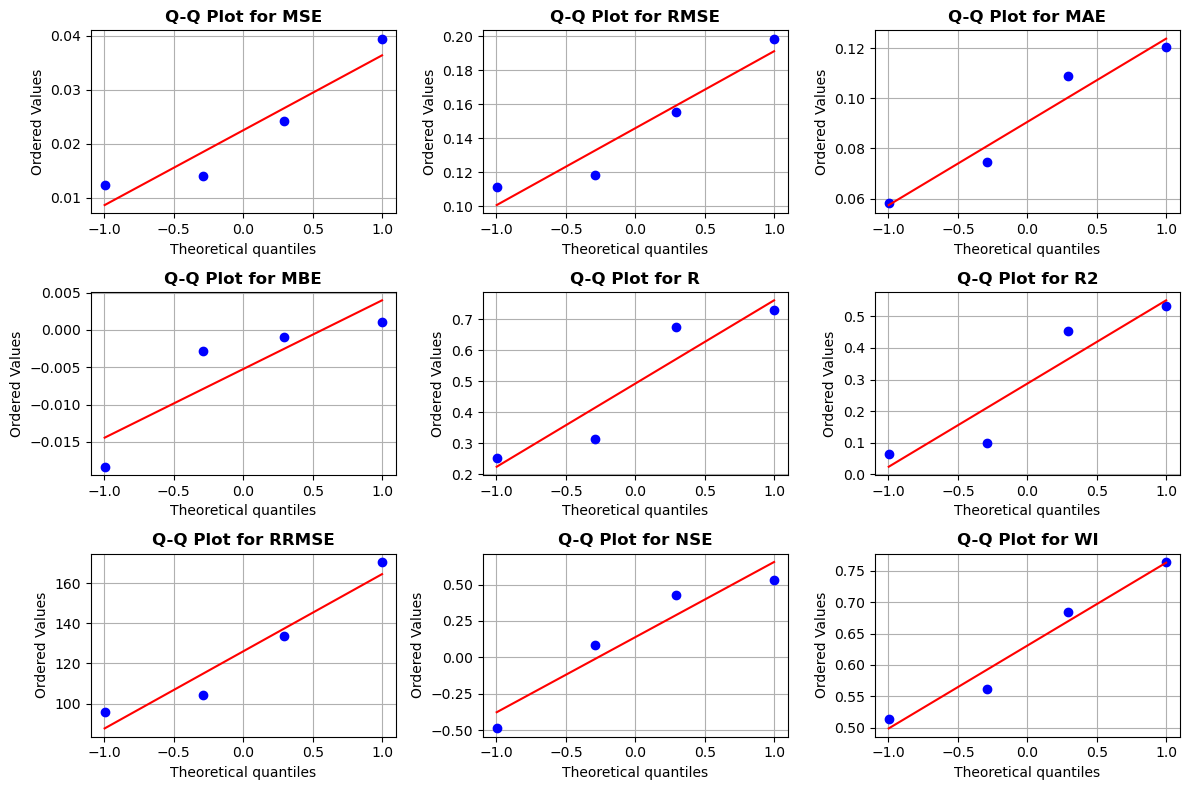 Q-Q Plot for MSE
Ordered Values
0.04
0.03
0.02
0.01
−1.0 −0.5 0.0 0.5 1.0
Theoretical quantiles
Q-Q Plot for RMSE
Ordered Values
0.20
0.18
0.16
0.14
0.12
0.10
−1.0 −0.5 0.0 0.5 1.0
Theoretical quantiles
Q-Q Plot for MAE
Ordered Values
0.12
0.10
0.08
0.06
−1.0 −0.5 0.0 0.5 1.0
Theoretical quantiles
Q-Q Plot for MBE
Ordered Values
0.005
0.000
−0.005
−0.010
−0.015
−1.0 −0.5 0.0 0.5 1.0
Theoretical quantiles
Q-Q Plot for R
Ordered Values
0.7
0.6
0.5
0.4
0.3
0.2
−1.0 −0.5 0.0 0.5 1.0
Theoretical quantiles
Q-Q Plot for R2
Ordered Values
0.5
0.4
0.3
0.2
0.1
0.0
−1.0 −0.5 0.0 0.5 1.0
Theoretical quantiles
Q-Q Plot for RRMSE
Ordered Values
160
140
120
100
−1.0 −0.5 0.0 0.5 1.0
Theoretical quantiles
Q-Q Plot for NSE
Ordered Values
0.50
0.25
0.00
−0.25
−0.50
−1.0 −0.5 0.0 0.5 1.0
Theoretical quantiles
Q-Q Plot for WI
Ordered Values
0.75
0.70
0.65
0.60
0.55
0.50
−1.0 −0.5 0.0 0.5 1.0
Theoretical quantiles